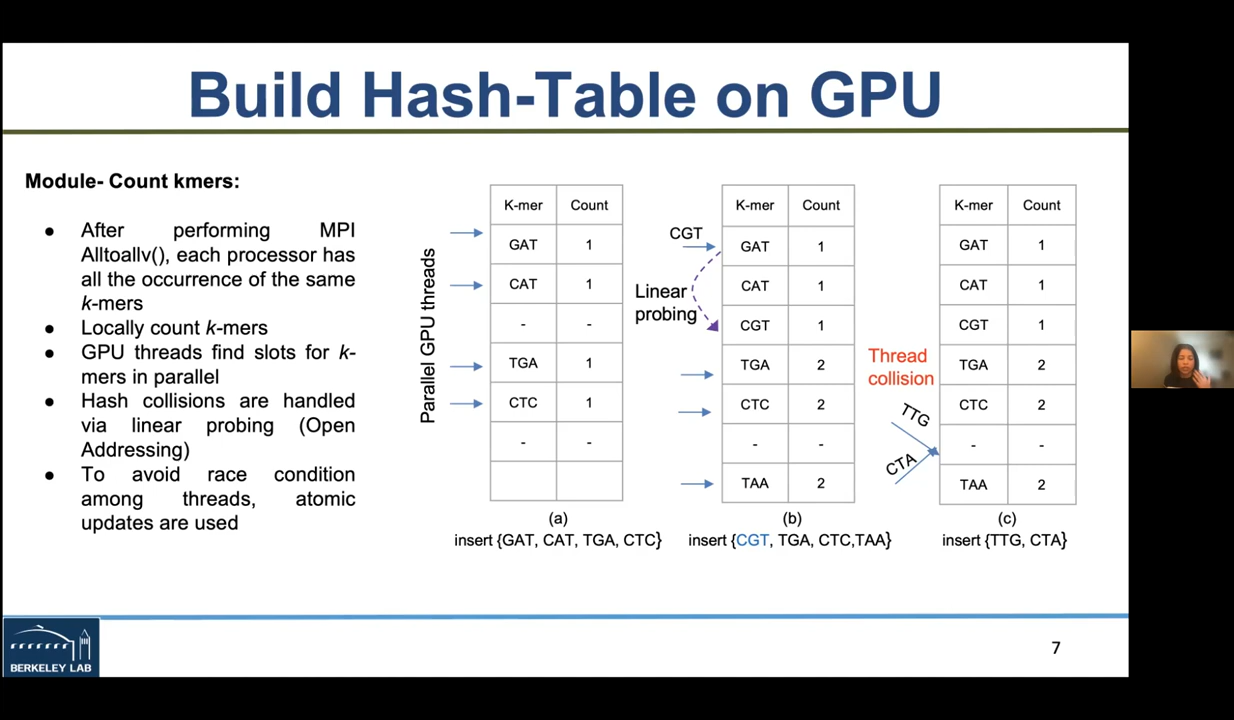 Build Hash-Table on GPU
Module- Count kmers:
● After performing MPI
Alltoallv(), each processor has
all the occurrence of the same
k-mers
● Locally count k-mers
● GPU threads find slots for k-
mers in parallel
● Hash collisions are handled
via linear probing (Open
Addressing)
● To avoid race condition
among threads, atomic
updates are used
Parallel GPU threads
K-mer Count
GAT 1
CAT 1
- -
TGA 1
CTC 1
- -
(a)
insert {GAT, CAT, TGA, CTC}
CGT
Linear
probing
K-mer Count
GAT 1
CAT 1
CGT 1
TGA 2
CTC 2
- -
TAA 2
(b)
insert {CGT, TGA, CTC,TAA}
Thread
collision
TTG
CTA
K-mer Count
GAT 1
CAT 1
CGT 1
TGA 2
CTC 2
- -
TAA 2
(c)
insert {TTG, CTA}
BERKELEY LAB
7